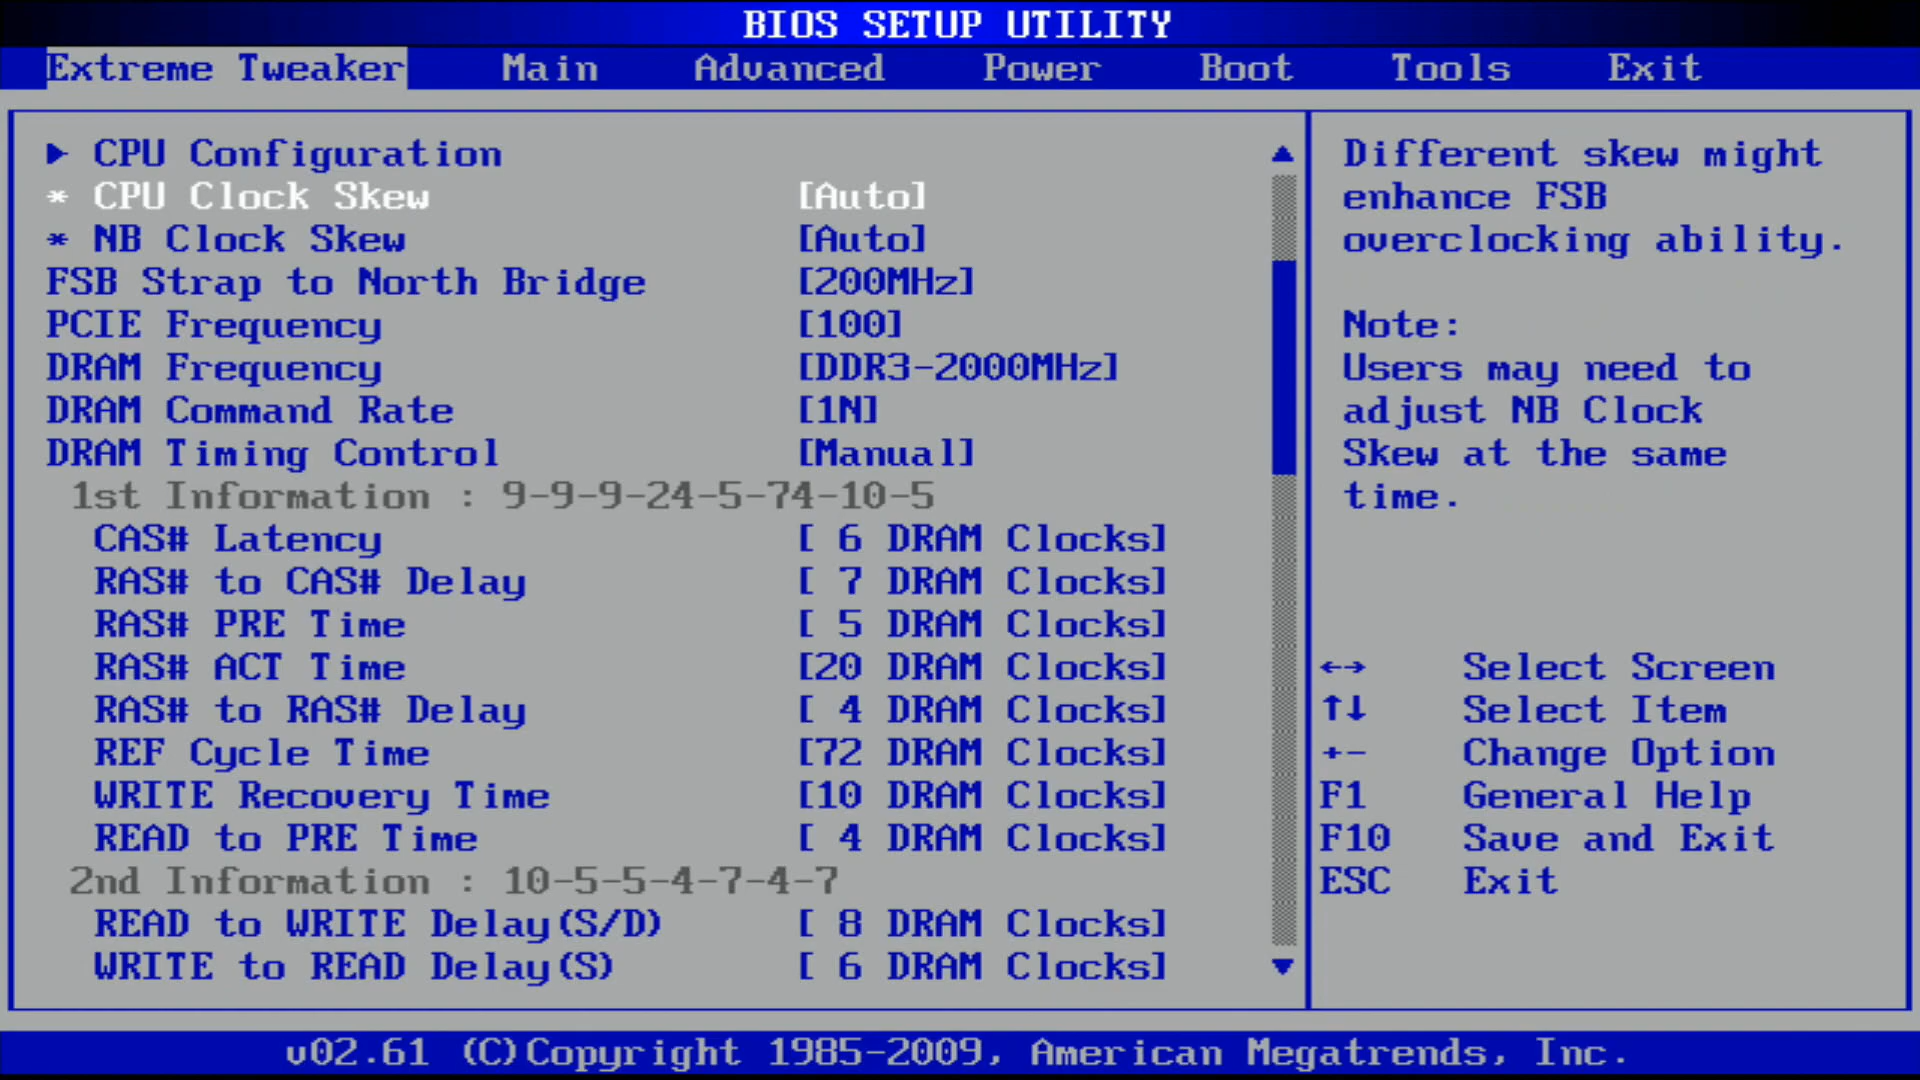 BIOS SETUP UTILITY
Extreme Tweaker Main Advanced Power Boot Tools Exit
CPU Configuration
* CPU Clock Skew [Auto]
* NB Clock Skew [Auto]
FSB Strap to North Bridge [200MHz]
PCIE Frequency [100]
DRAM Frequency [DDR3-2000MHz]
DRAM Command Rate [1N]
DRAM Timing Control [Manual]
1st Information : 9-9-9-24-5-74-10-5
CAS# Latency [ 6 DRAM Clocks]
RAS# to CAS# Delay [ 7 DRAM Clocks]
RAS# PRE Time [ 5 DRAM Clocks]
RAS# ACT Time [20 DRAM Clocks]
RAS# to RAS# Delay [ 4 DRAM Clocks]
REF Cycle Time [72 DRAM Clocks]
WRITE Recovery Time [10 DRAM Clocks]
READ to PRE Time [ 4 DRAM Clocks]
2nd Information : 10-5-5-4-7-4-7
READ to WRITE Delay(S/D) [ 8 DRAM Clocks]
WRITE to READ Delay(S) [ 6 DRAM Clocks]
Different skew might
enhance FSB
overclocking ability.
Note:
Users may need to
adjust NB Clock
Skew at the same
time.
←→ Select Screen
↑↓ Select Item
+- Change Option
F1 General Help
F10 Save and Exit
ESC Exit
v02.61 (C)Copyright 1985-2009, American Megatrends, Inc.